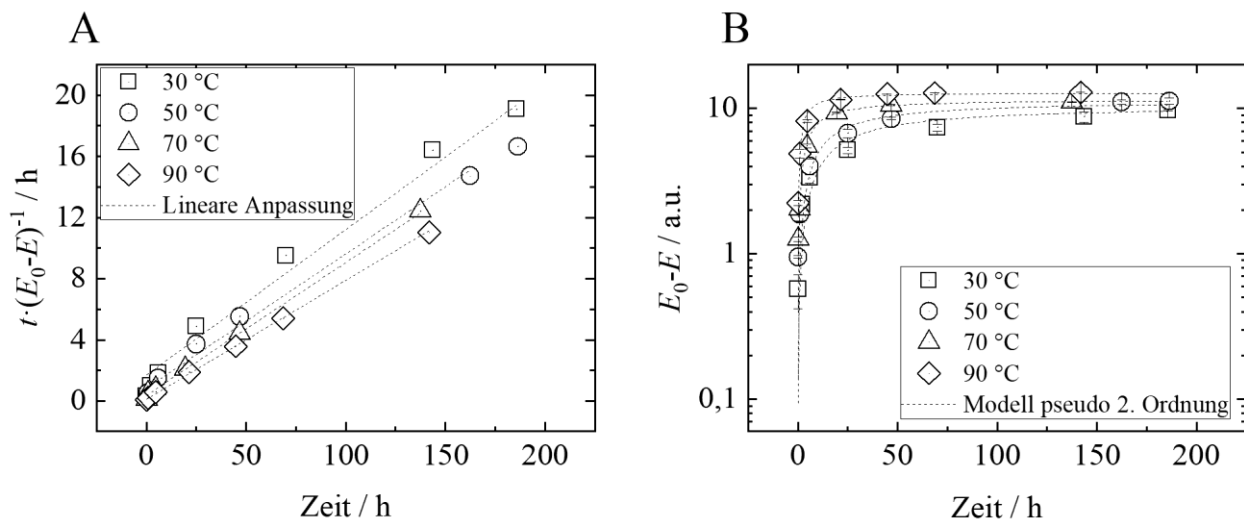 A
t·(E₀-E)⁻¹ / h
20
16
12
8
4
0
30 °C
50 °C
70 °C
90 °C
Lineare Anpassung
0 50 100 150 200
Zeit / h
B
E₀-E / a.u.
10
1
0,1
30 °C
50 °C
70 °C
90 °C
Modell pseudo 2. Ordnung
0 50 100 150 200
Zeit / h